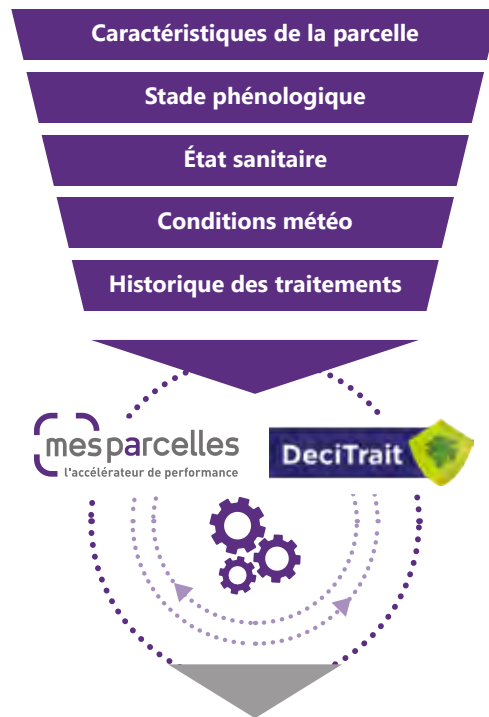 Caractéristiques de la parcelle
Stade phénologique
État sanitaire
Conditions météo
Historique des traitements
mesparcelles
l'accélérateur de performance
DeciTrait